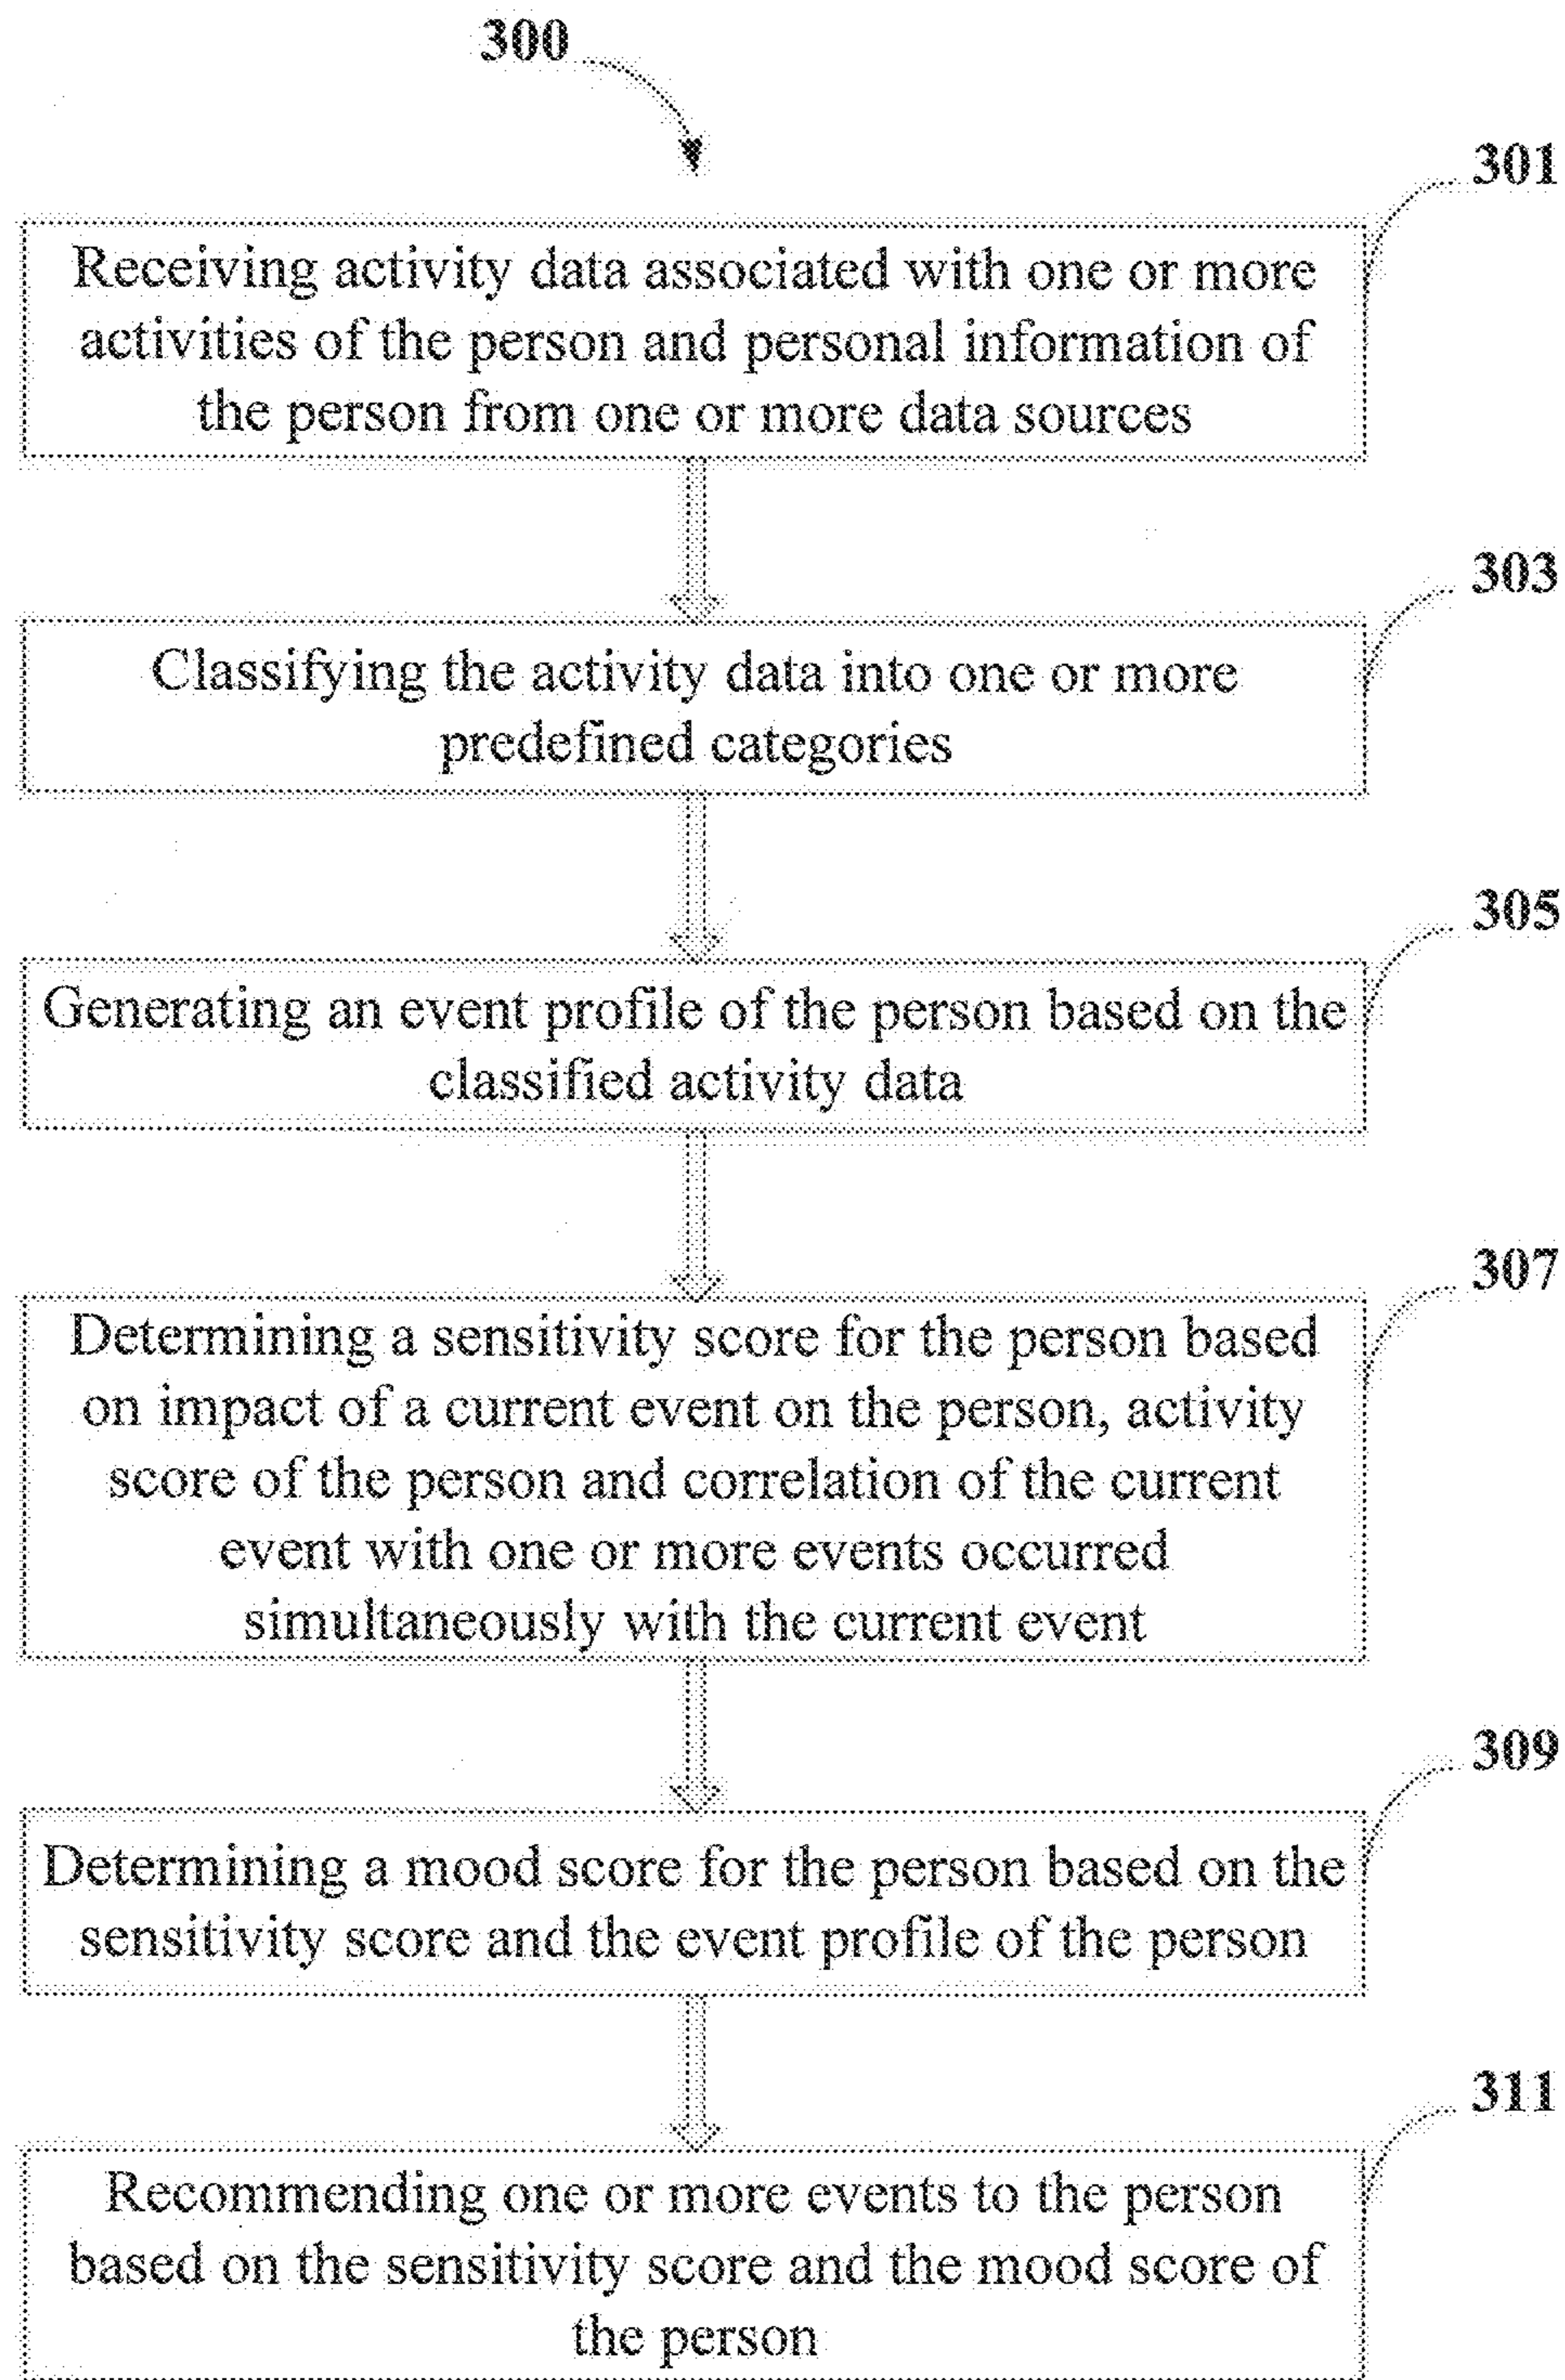 300
301
Receiving activity data associated with one or more
activities of the person and personal information of
the person from one or more data sources
303
Classifying the activity data into one or more
predefined categories
305
Generating an event profile of the person based on the
classified activity data
307
Determining a sensitivity score for the person based
on impact of a current event on the person, activity
score of the person and correlation of the current
event with one or more events occurred
simultaneously with the current event
309
Determining a mood score for the person based on the
sensitivity score and the event profile of the person
311
Recommending one or more events to the person
based on the sensitivity score and the mood score of
the person